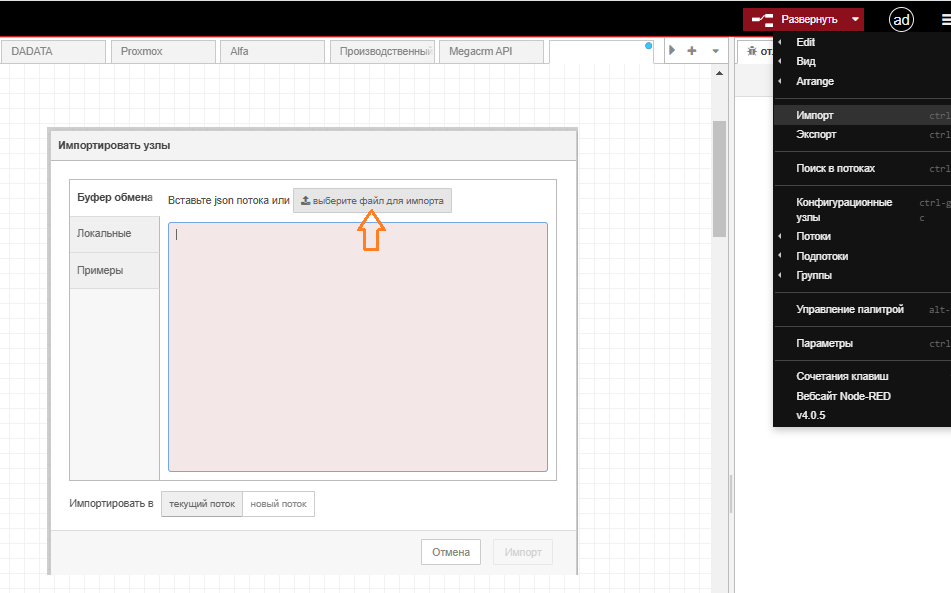 Развернуть
ad
DADATA
Proxmox
Alfa
Производственный
Megacrm API
от
Edit
Вид
Arrange
Импорт ctrl
Экспорт ctrl
Поиск в потоках ctrl
Конфигурационные ctrl-g
узлы c
Потоки
Подпотоки
Группы
Управление палитрой alt-
Параметры ctrl
Сочетания клавиш
Вебсайт Node-RED
v4.0.5
Импортировать узлы
Буфер обмена
Вставьте json потока или выберите файл для импорта
Локальные
Примеры
Импортировать в текущий поток новый поток
Отмена Импорт